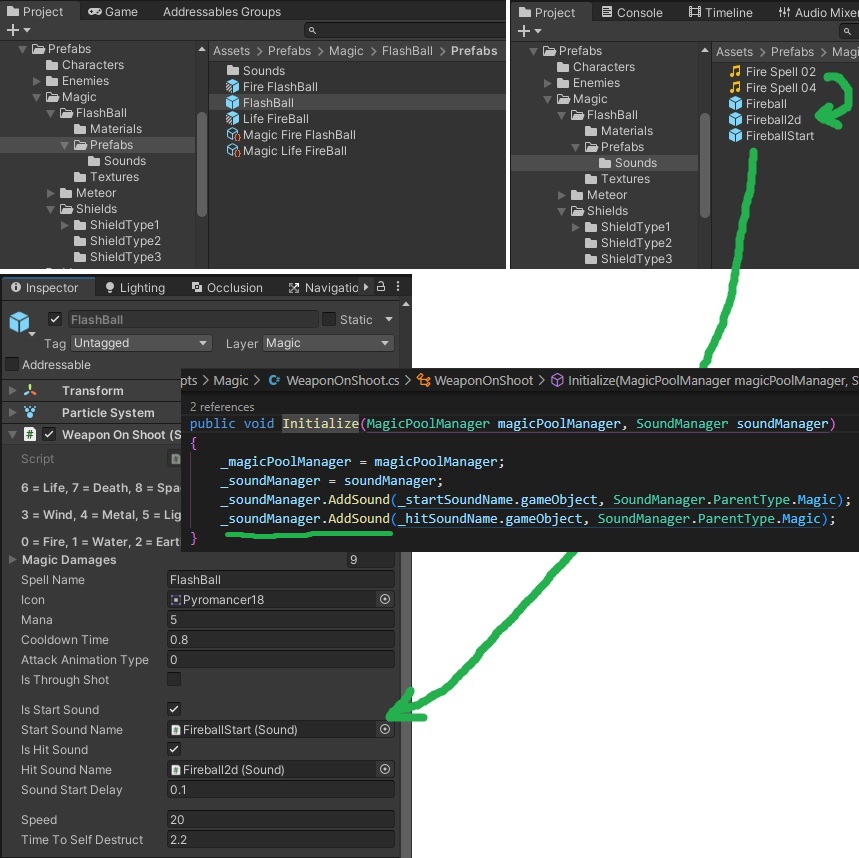 Project
Game
Addressables Groups
Assets > Prefabs > Magic > FlashBall > Prefabs
Prefabs
Characters
Enemies
Magic
FlashBall
Materials
Prefabs
Sounds
Textures
Meteor
Shields
ShieldType1
ShieldType2
ShieldType3
Sounds
Fire FlashBall
FlashBall
Life FireBall
Magic Fire FlashBall
Magic Life FireBall
Project
Console
Timeline
Audio Mixer
Assets > Prefabs > Magi
Prefabs
Characters
Enemies
Magic
FlashBall
Materials
Prefabs
Sounds
Textures
Meteor
Shields
ShieldType1
ShieldType2
ShieldType3
Fire Spell 02
Fire Spell 04
Fireball
Fireball2d
FireballStart
Inspector
Lighting
Occlusion
Navigatio
FlashBall
Static
Tag Untagged
Layer Magic
Addressable
Transform
Particle System
# Weapon On Shoot (S
Script
6 = Life, 7 = Death, 8 = Spa
3 = Wind, 4 = Metal, 5 = Lig
0 = Fire, 1 = Water, 2 = Eart
Magic Damages 9
Spell Name FlashBall
Icon Pyromancer18
Mana 5
Cooldown Time 0.8
Attack Animation Type 0
Is Through Shot
Is Start Sound
Start Sound Name FireballStart (Sound)
Is Hit Sound
Hit Sound Name Fireball2d (Sound)
Sound Start Delay 0.1
Speed 20
Time To Self Destruct 2.2
pts > Magic > WeaponOnShoot.cs > WeaponOnShoot > Initialize(MagicPoolManager magicPoolManager, S
2 references
public void Initialize(MagicPoolManager magicPoolManager, SoundManager soundManager)
{
_magicPoolManager = magicPoolManager;
_soundManager = soundManager;
_soundManager.AddSound(_startSoundName.gameObject, SoundManager.ParentType.Magic);
_soundManager.AddSound(_hitSoundName.gameObject, SoundManager.ParentType.Magic);
}